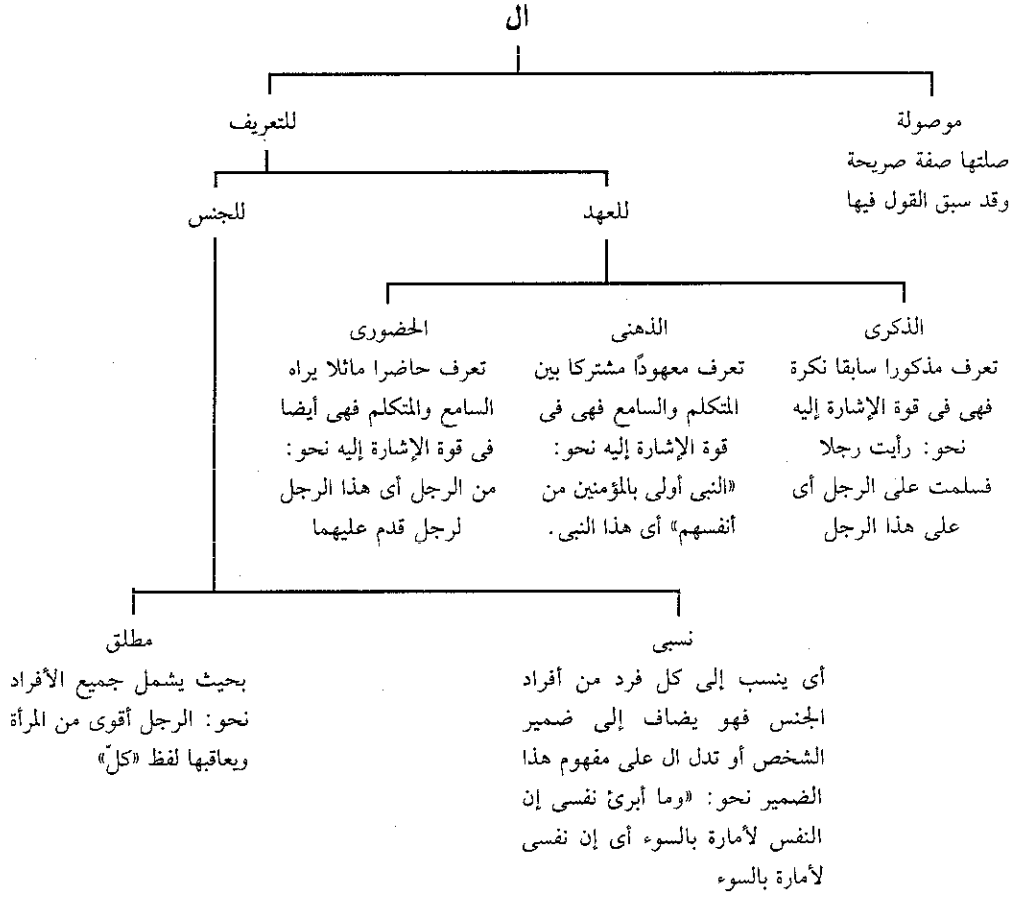 ال
موصولة
صلتها صفة صريحة
وقد سبق القول فيها
للتعريف
للعهد
للجنس
الذكرى
تعرف مذكورا سابقا نكرة
فهى فى قوة الإشارة إليه
نحو: رأيت رجلا
فسلمت على الرجل أى
على هذا الرجل
الذهنى
تعرف معهودًا مشتركا بين
المتكلم والسامع فهى فى
قوة الإشارة إليه نحو:
«النبى أولى بالمؤمنين من
أنفسهم» أى هذا النبى.
الحضورى
تعرف حاضرا ماثلا يراه
السامع والمتكلم فهى أيضا
فى قوة الإشارة إليه نحو:
من الرجل أى هذا الرجل
لرجل قدم عليهما
نسبى
أى ينسب إلى كل فرد من أفراد
الجنس فهو يضاف إلى ضمير
الشخص أو تدل ال على مفهوم هذا
الضمير نحو: «وما أبرئ نفسى إن
النفس لأمارة بالسوء أى إن نفسى
لأمارة بالسوء
مطلق
بحيث يشمل جميع الأفراد
نحو: الرجل أقوى من المرأة
ويعاقبها لفظ «كلّ»